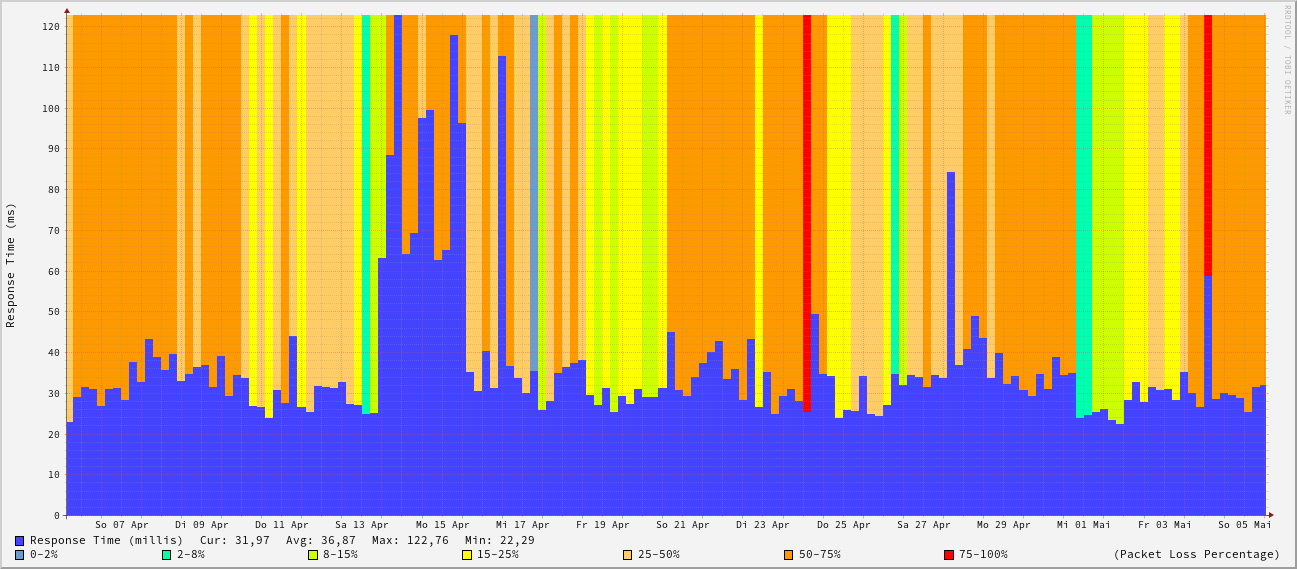 RRDTOOL / TOBI OETIKER
Response Time (ms)
120
110
100
90
80
70
60
50
40
30
20
10
0
So 07 Apr Di 09 Apr Do 11 Apr Sa 13 Apr Mo 15 Apr Mi 17 Apr Fr 19 Apr So 21 Apr Di 23 Apr Do 25 Apr Sa 27 Apr Mo 29 Apr Mi 01 Mai Fr 03 Mai So 05 Mai
Response Time (millis) Cur: 31,97 Avg: 36,87 Max: 122,76 Min: 22,29
0-2% 2-8% 8-15% 15-25% 25-50% 50-75% 75-100% (Packet Loss Percentage)